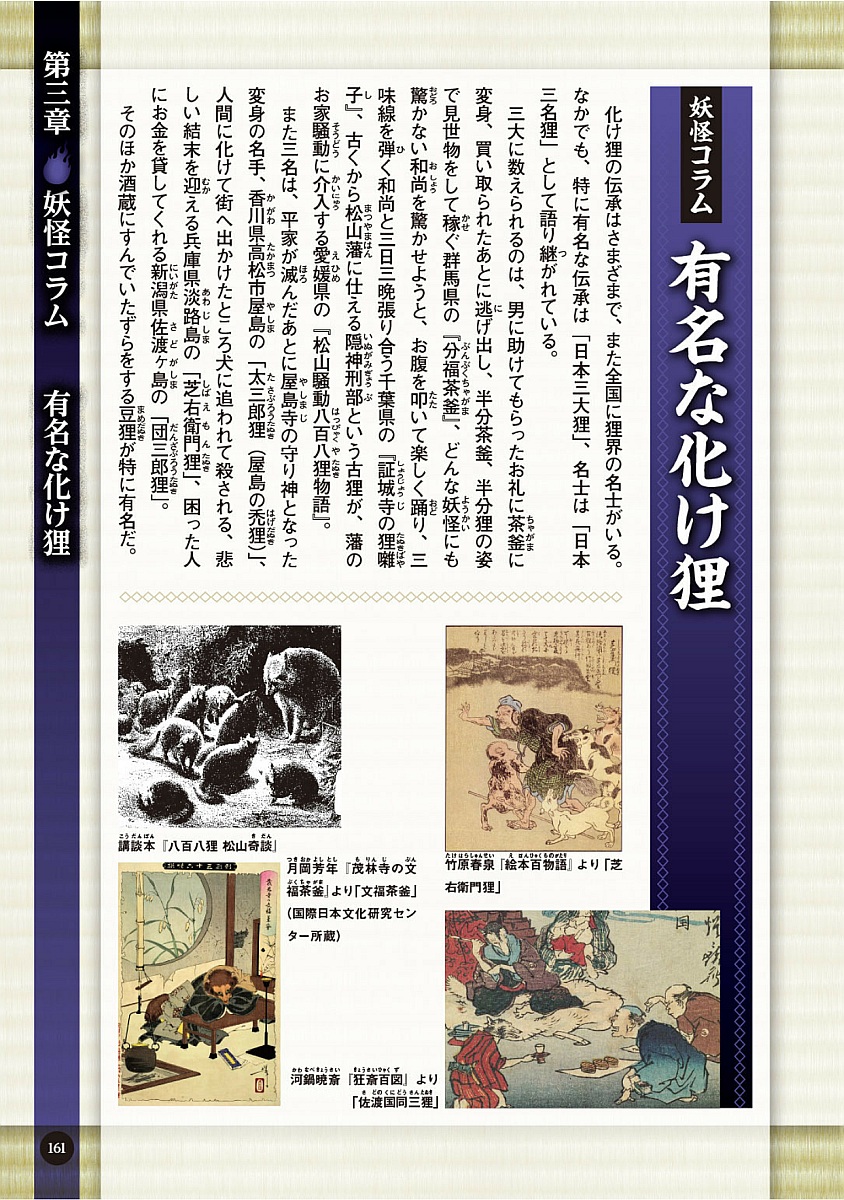 妖怪コラム
有名な化け狸
化け狸の伝承はさまざまで、また全国に狸界の名士がいる。
なかでも、特に有名な伝承は「日本三大狸」、名士は「日本
三名狸」として語り継がれている。
三大に数えられるのは、男に助けてもらったお礼に茶釜に
変身、買い取られたあとに逃げ出し、半分茶釜、半分狸の姿
で見世物をして稼ぐ群馬県の『分福茶釜』、どんな妖怪にも
驚かない和尚を驚かせようと、お腹を叩いて楽しく踊り、三
味線を弾く和尚と三日三晩張り合う千葉県の『証城寺の狸囃
子』、古くから松山藩に仕える隠神刑部という古狸が、藩の
お家騒動に介入する愛媛県の『松山騒動八百八狸物語』。
また三名は、平家が滅んだあとに屋島寺の守り神となった
変身の名手、香川県高松市屋島の「太三郎狸（屋島の禿狸）」、
人間に化けて街へ出かけたところ犬に追われて殺される、悲
しい結末を迎える兵庫県淡路島の「芝右衛門狸」、困った人
にお金を貸してくれる新潟県佐渡ヶ島の「団三郎狸」。
そのほか酒蔵にすんでいたずらをする豆狸が特に有名だ。
竹原春泉『絵本百物語』より「芝
右衛門狸」
講談本『八百八狸 松山奇談』
月岡芳年『茂林寺の文
福茶釜』より「文福茶釜」
（国際日本文化研究セン
ター所蔵）
河鍋暁斎『狂斎百図』より
「佐渡国同三狸」
第三章 妖怪コラム 有名な化け狸
161